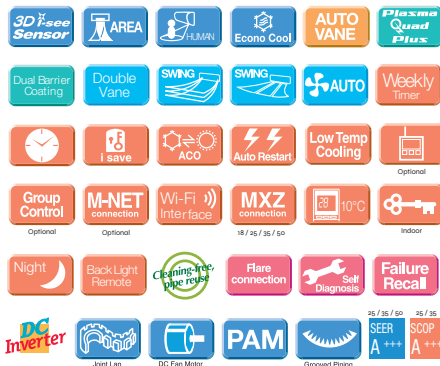 3D i-see
Sensor
AREA
HUMAN
Econo Cool
AUTO
VANE
Plasma
Quad
Plus
Dual Barrier
Coating
Double
Vane
SWING
SWING
AUTO
Weekly
Timer
i save
ACO
Auto Restart
Low Temp
Cooling
Optional
Group
Control
Optional
M-NET
connection
Optional
Wi-Fi
Interface
MXZ
connection
18 / 25 / 35 / 50
10°C
Indoor
Night
Back Light
Remote
Cleaning-free,
pipe reuse
Flare
connection
Self
Diagnosis
Failure
Recall
DC
Inverter
Joint Lap
DC Fan Motor
PAM
Grooved Piping
25 / 35 / 50
SEER
A +++
25 / 35
SCOP
A +++